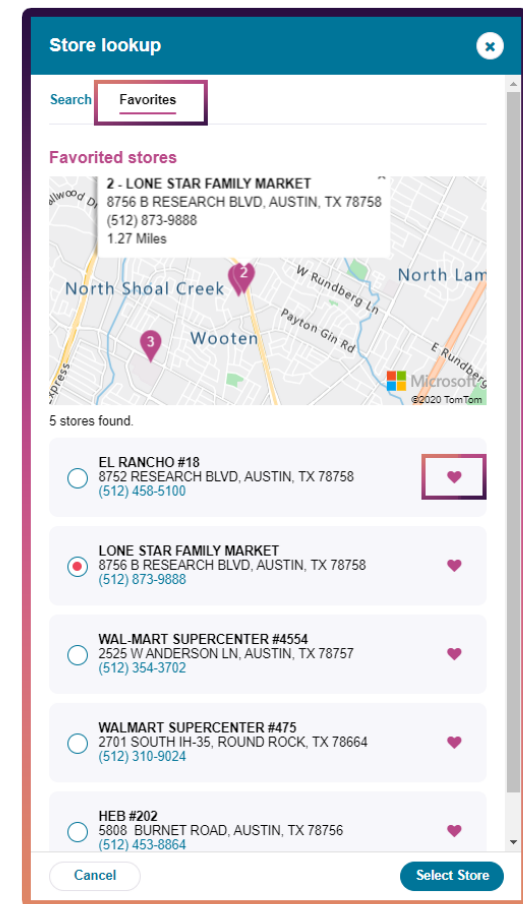 Store lookup
Search Favorites
Favorited stores
2 - LONE STAR FAMILY MARKET
8756 B RESEARCH BLVD, AUSTIN, TX 78758
(512) 873-9888
1.27 Miles
2
W Rundberg Ln
North Lam
North Shoal Creek
Payton Gin Rd
3
Wooten
E Rundberg
Express
Microsoft
©2020 TomTom
5 stores found.
EL RANCHO #18
8752 RESEARCH BLVD, AUSTIN, TX 78758
(512) 458-5100
LONE STAR FAMILY MARKET
8756 B RESEARCH BLVD, AUSTIN, TX 78758
(512) 873-9888
WAL-MART SUPERCENTER #4554
2525 W ANDERSON LN, AUSTIN, TX 78757
(512) 354-3702
WALMART SUPERCENTER #475
2701 SOUTH IH-35, ROUND ROCK, TX 78664
(512) 310-9024
HEB #202
5808 BURNET ROAD, AUSTIN, TX 78756
(512) 453-8864
Cancel Select Store